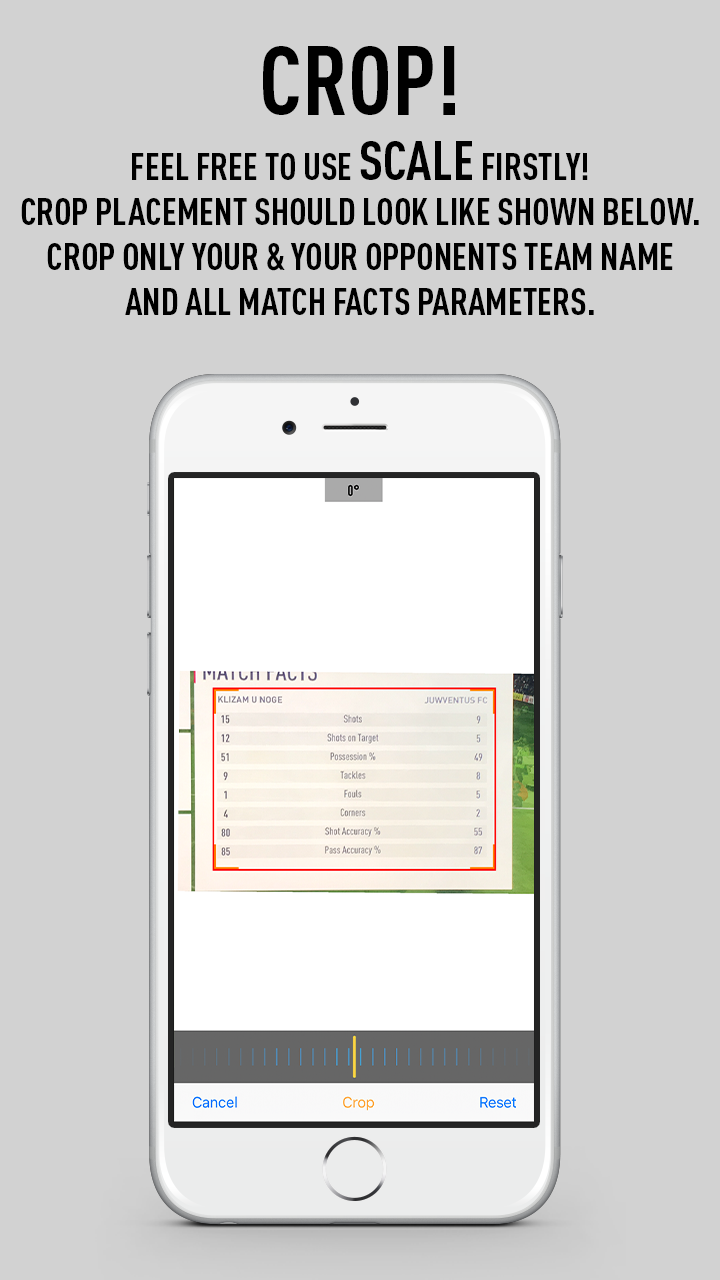 CROP!
FEEL FREE TO USE SCALE FIRSTLY!
CROP PLACEMENT SHOULD LOOK LIKE SHOWN BELOW.
CROP ONLY YOUR & YOUR OPPONENTS TEAM NAME
AND ALL MATCH FACTS PARAMETERS.
0°
MATCH FACTS
KLIZAM U NOGE JUWVENTUS FC
15 Shots 9
12 Shots on Target 5
51 Possession % 49
9 Tackles 8
1 Fouls 5
4 Corners 2
80 Shot Accuracy % 55
85 Pass Accuracy % 87
Cancel Crop Reset